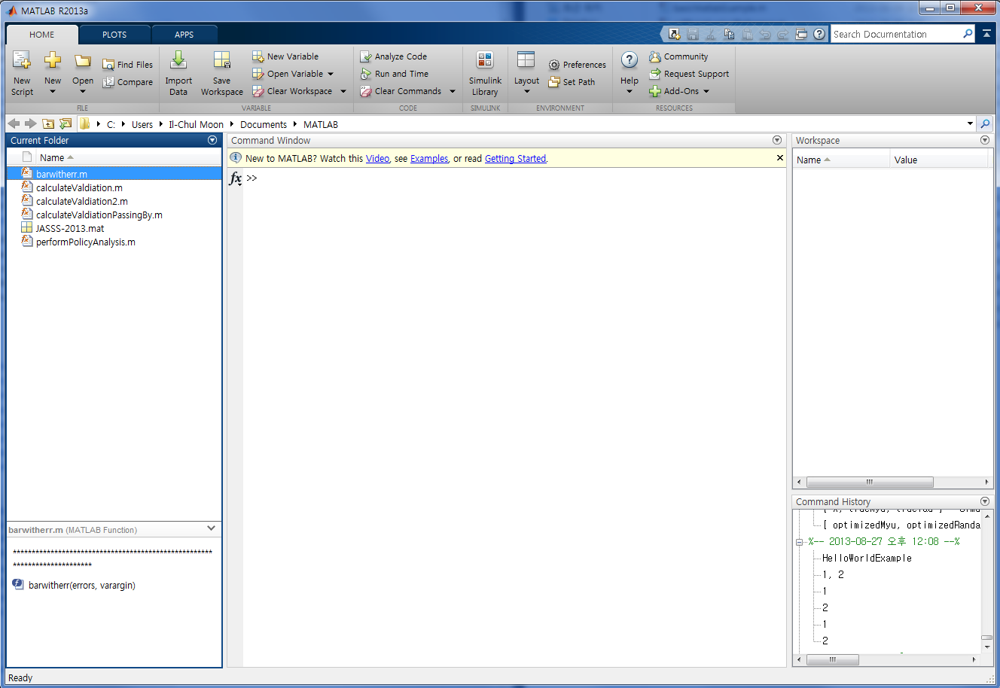 MATLAB R2013a
HOME PLOTS APPS
Search Documentation
New Script
New
Open
Find Files
Compare
Import Data
Save Workspace
New Variable
Open Variable
Clear Workspace
Analyze Code
Run and Time
Clear Commands
Simulink Library
Layout
Preferences
Set Path
Help
Community
Request Support
Add-Ons
FILE VARIABLE CODE SIMULINK ENVIRONMENT RESOURCES
C: Users Il-Chul Moon Documents MATLAB
Current Folder
Name
barwitherr.m
calculateValdiation.m
calculateValdiation2.m
calculateValdiationPassingBy.m
JASSS-2013.mat
performPolicyAnalysis.m
barwitherr.m (MATLAB Function)
*****************************************************
*********************
barwitherr(errors, varargin)
Command Window
New to MATLAB? Watch this Video, see Examples, or read Getting Started.
fx >>
Workspace
Name Value
Command History
[ optimizedMyu, optimizedRanda
%-- 2013-08-27 오후 12:08 --%
HelloWorldExample
1, 2
1
2
1
2
Ready